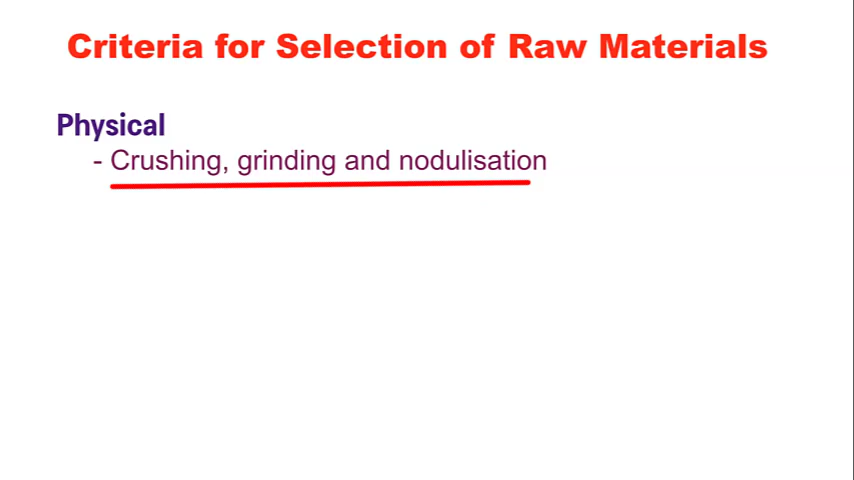 Criteria for Selection of Raw Materials
Physical
- Crushing, grinding and nodulisation